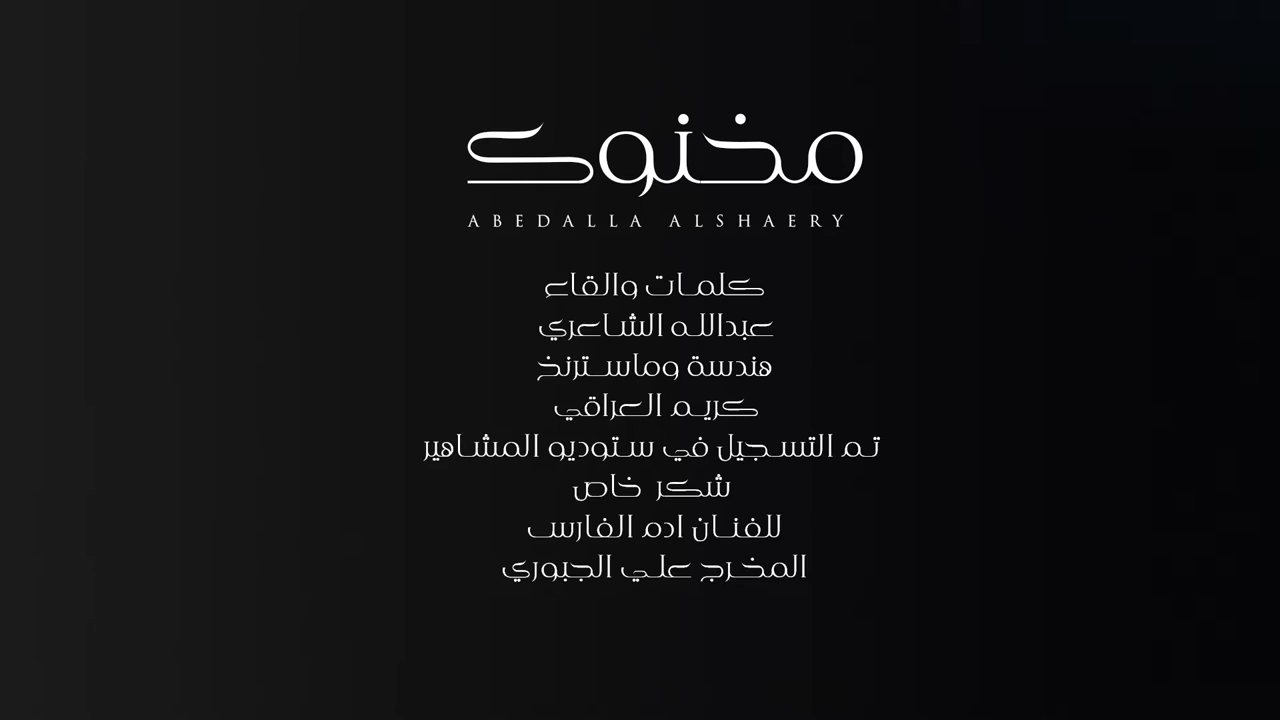 مخنوك
ABEDALLA ALSHAERY
كلمات والقاء
عبدالله الشاعري
هندسة وماسترنخ
كريم العراقي
تم التسجيل في ستوديو المشاهير
شكر خاص
للفنان ادم الفارس
المخرج علي الجبوري